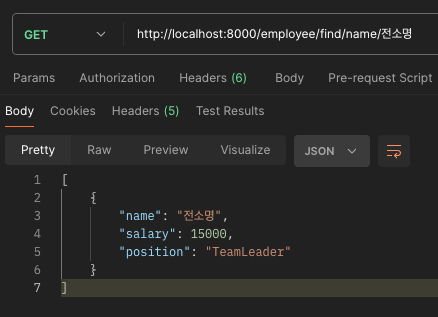 GET http://localhost:8000/employee/find/name/전소명
Params Authorization Headers (6) Body Pre-request Script
Body Cookies Headers (5) Test Results
Pretty Raw Preview Visualize JSON
1 [
2 {
3 "name": "전소명",
4 "salary": 15000,
5 "position": "TeamLeader"
6 }
7 ]